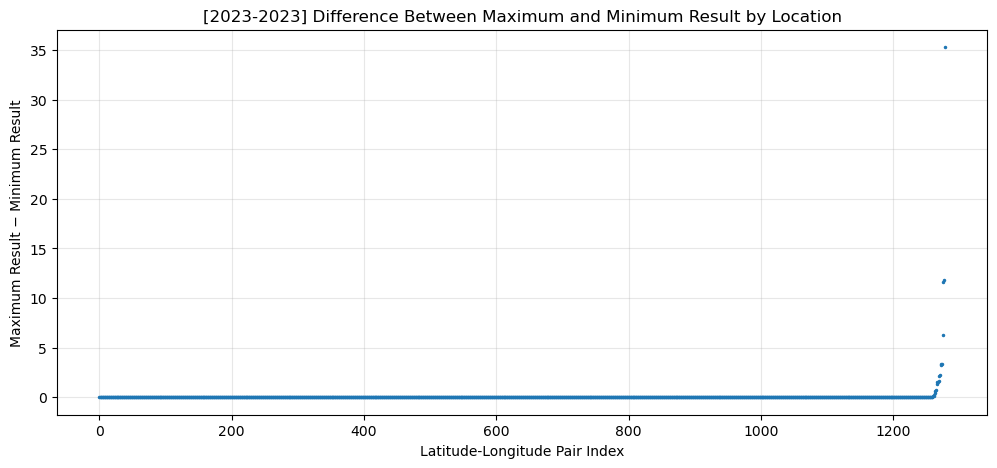 [2023-2023] Difference Between Maximum and Minimum Result by Location
Maximum Result − Minimum Result
35
30
25
20
15
10
5
0
0 200 400 600 800 1000 1200
Latitude-Longitude Pair Index